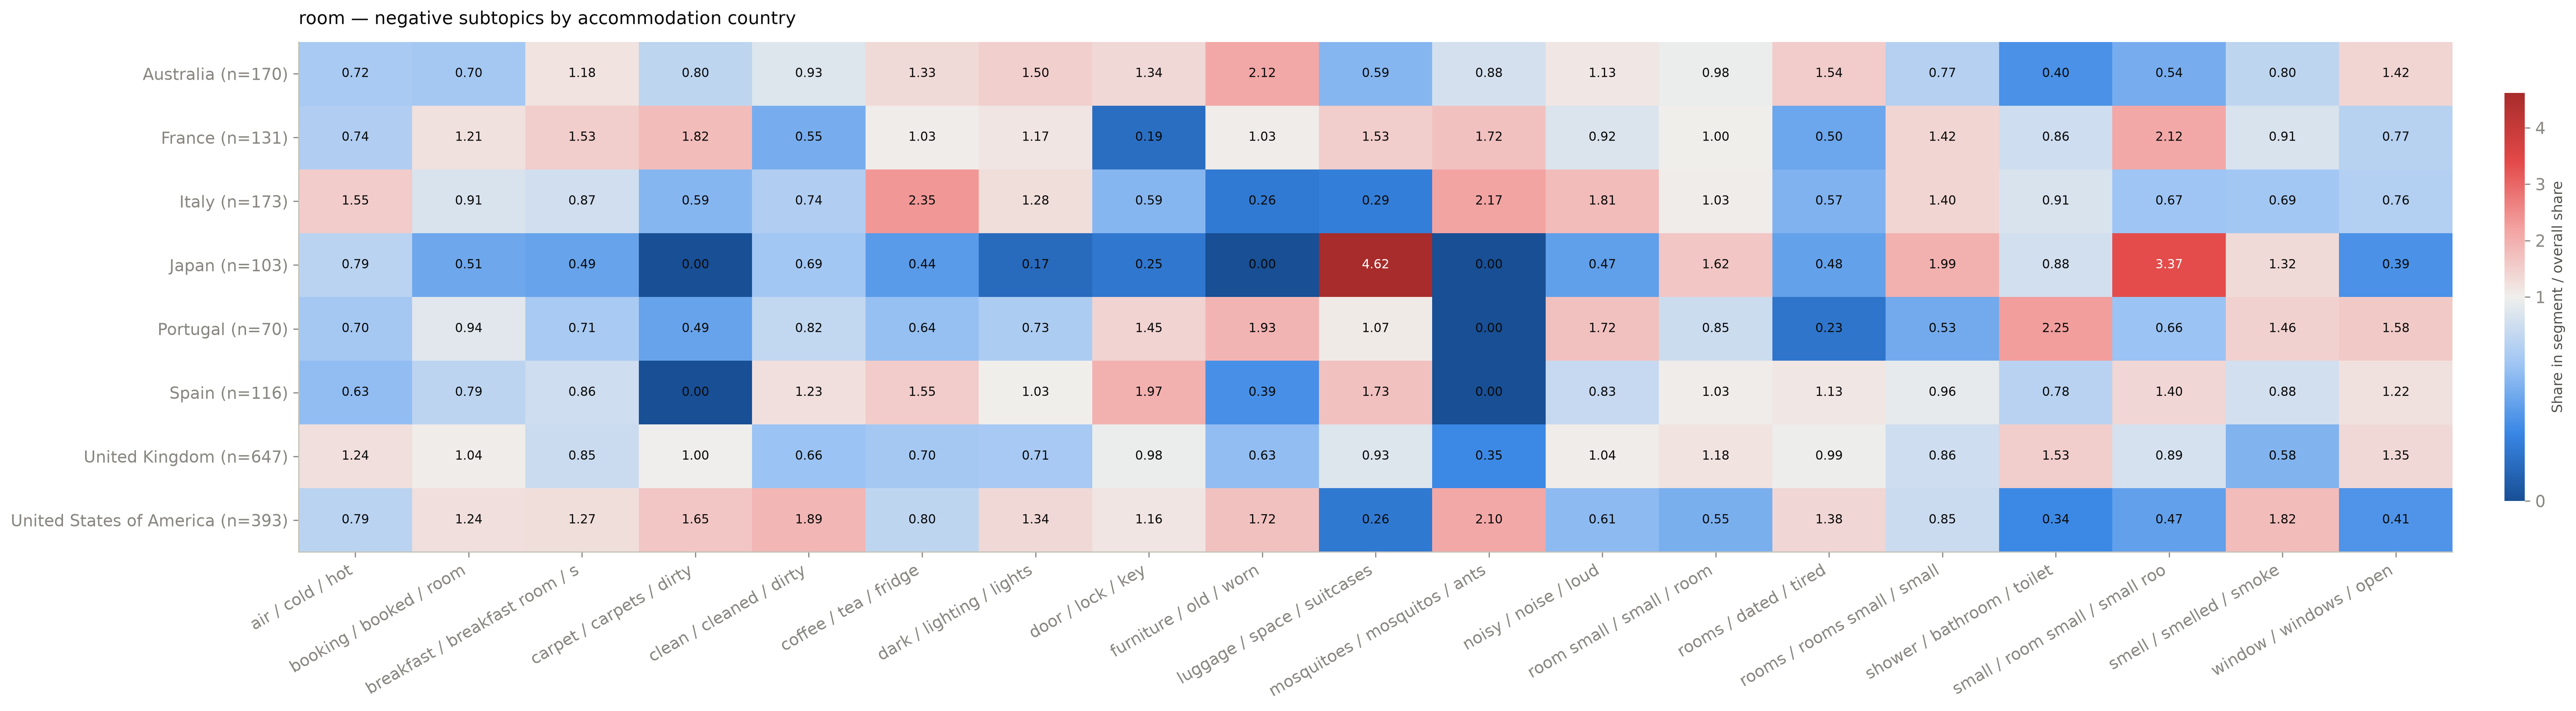 room — negative subtopics by accommodation country
Australia (n=170) 0.72 0.70 1.18 0.80 0.93 1.33 1.50 1.34 2.12 0.59 0.88 1.13 0.98 1.54 0.77 0.40 0.54 0.80 1.42
France (n=131) 0.74 1.21 1.53 1.82 0.55 1.03 1.17 0.19 1.03 1.53 1.72 0.92 1.00 0.50 1.42 0.86 2.12 0.91 0.77
Italy (n=173) 1.55 0.91 0.87 0.59 0.74 2.35 1.28 0.59 0.26 0.29 2.17 1.81 1.03 0.57 1.40 0.91 0.67 0.69 0.76
Japan (n=103) 0.79 0.51 0.49 0.00 0.69 0.44 0.17 0.25 0.00 4.62 0.00 0.47 1.62 0.48 1.99 0.88 3.37 1.32 0.39
Portugal (n=70) 0.70 0.94 0.71 0.49 0.82 0.64 0.73 1.45 1.93 1.07 0.00 1.72 0.85 0.23 0.53 2.25 0.66 1.46 1.58
Spain (n=116) 0.63 0.79 0.86 0.00 1.23 1.55 1.03 1.97 0.39 1.73 0.00 0.83 1.03 1.13 0.96 0.78 1.40 0.88 1.22
United Kingdom (n=647) 1.24 1.04 0.85 1.00 0.66 0.70 0.71 0.98 0.63 0.93 0.35 1.04 1.18 0.99 0.86 1.53 0.89 0.58 1.35
United States of America (n=393) 0.79 1.24 1.27 1.65 1.89 0.80 1.34 1.16 1.72 0.26 2.10 0.61 0.55 1.38 0.85 0.34 0.47 1.82 0.41
air / cold / hot
booking / booked / room
breakfast / breakfast room / s
carpet / carpets / dirty
clean / cleaned / dirty
coffee / tea / fridge
dark / lighting / lights
door / lock / key
furniture / old / worn
luggage / space / suitcases
mosquitoes / mosquitos / ants
noisy / noise / loud
room small / small / room
rooms / dated / tired
rooms / rooms small / small
shower / bathroom / toilet
small / room small / small roo
smell / smelled / smoke
window / windows / open
4
3
2
1
0
Share in segment / overall share